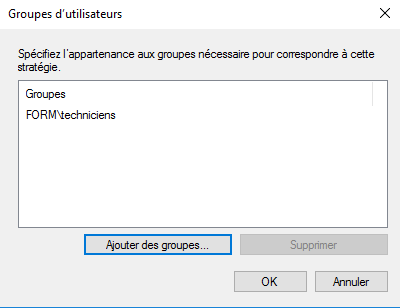 Groupes d'utilisateurs
Spécifiez l'appartenance aux groupes nécessaire pour correspondre à cette
stratégie.
Groupes
FORM\techniciens
Ajouter des groupes...
Supprimer
OK
Annuler